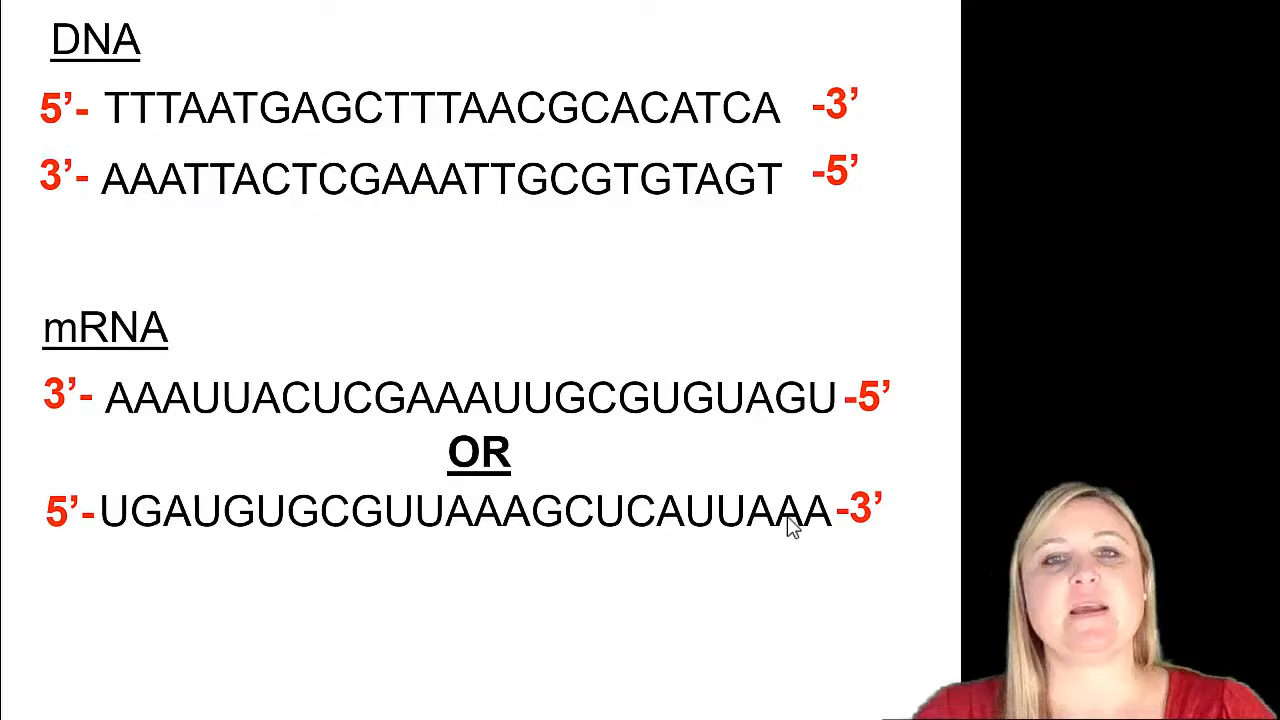 DNA
5’- TTTAATGAGCTTTAACGCACATCA -3’
3’- AAATTACTCGAAATTGCGTGTAGT -5’
mRNA
3’- AAAUUACUCGAAAUUGCGUGUAGU -5’
OR
5’- UGAUGUGCGUUAAAGCUCAUUAAA -3’